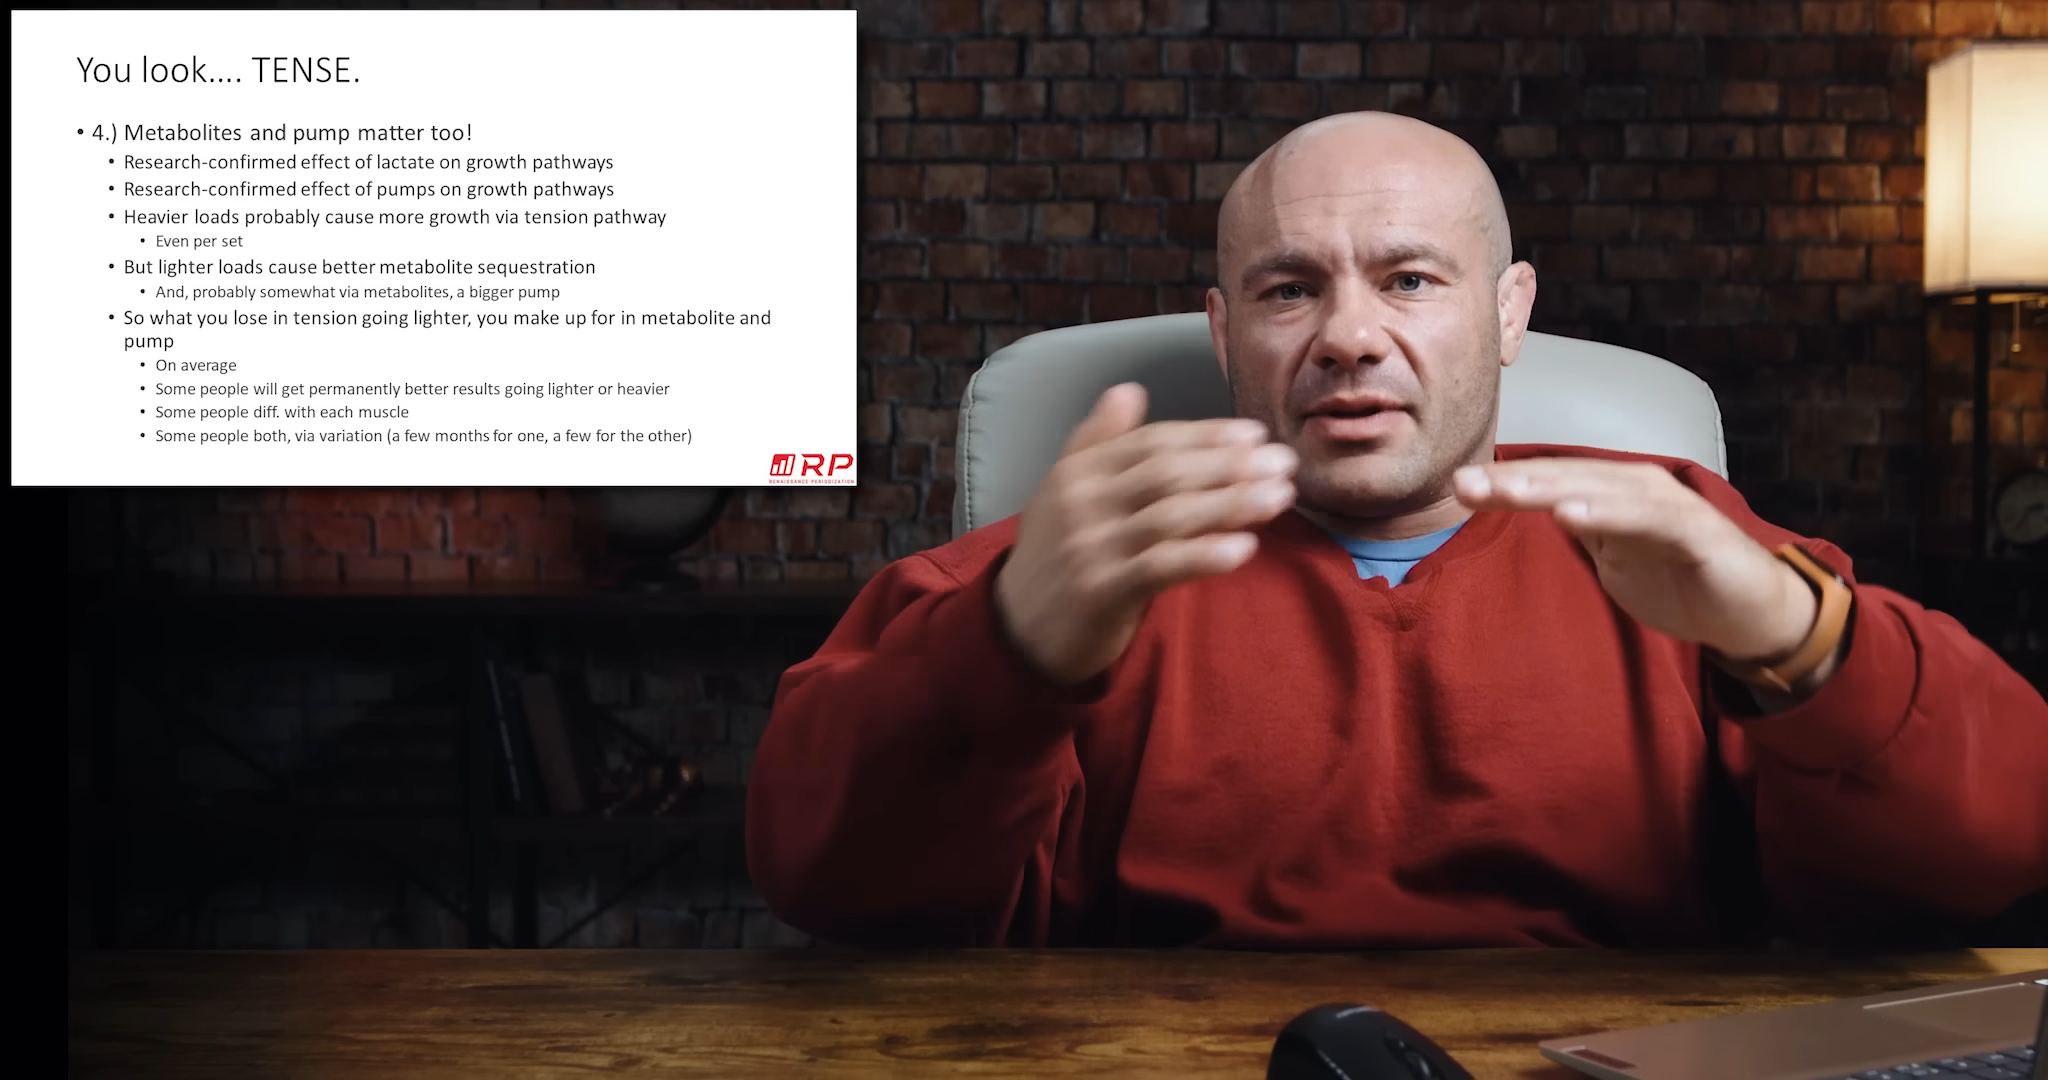 You look.... TENSE.
• 4.) Metabolites and pump matter too!
• Research-confirmed effect of lactate on growth pathways
• Research-confirmed effect of pumps on growth pathways
• Heavier loads probably cause more growth via tension pathway
• Even per set
• But lighter loads cause better metabolite sequestration
• And, probably somewhat via metabolites, a bigger pump
• So what you lose in tension going lighter, you make up for in metabolite and
pump
• On average
• Some people will get permanently better results going lighter or heavier
• Some people diff. with each muscle
• Some people both, via variation (a few months for one, a few for the other)
RP
RENAISSANCE PERIODIZATION